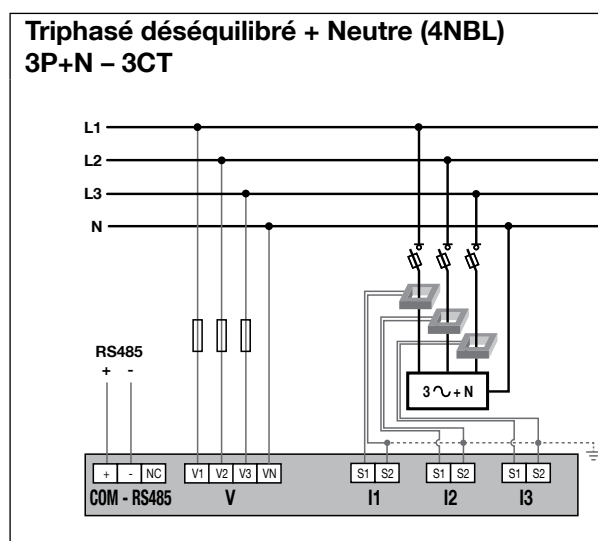 Triphasé déséquilibré + Neutre (4NBL)
3P+N – 3CT
L1
L2
L3
N
RS485
+ -
3 ∿ + N
+ - NC V1 V2 V3 VN S1 S2 S1 S2 S1 S2
COM - RS485 V I1 I2 I3